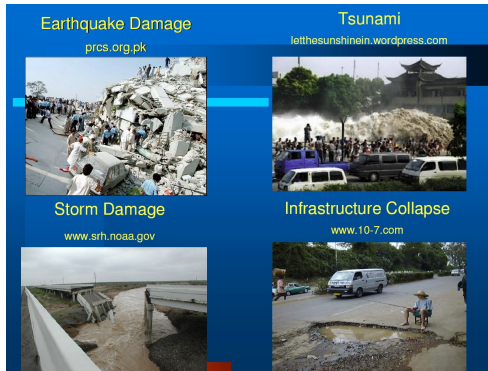 Earthquake Damage
prcs.org.pk
Tsunami
letthesunshinein.wordpress.com
Storm Damage
www.srh.noaa.gov
Infrastructure Collapse
www.10-7.com